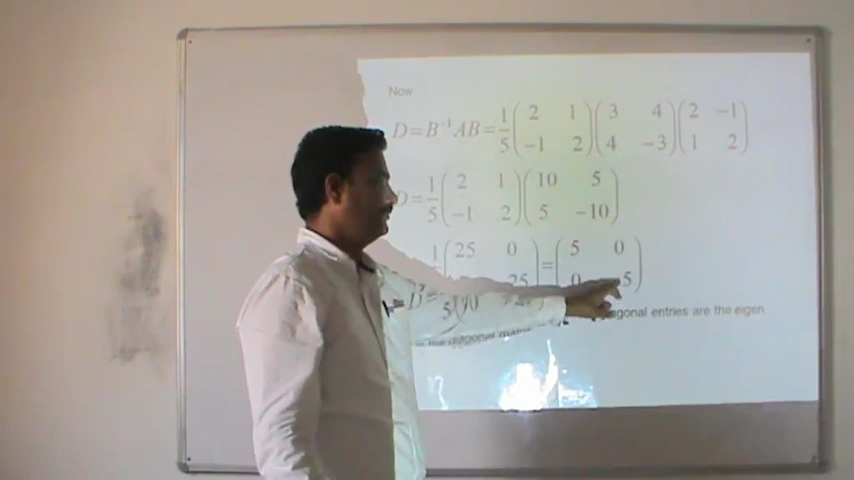 Now
D = B⁻¹AB = 1/5 (2 1; −1 2) (3 4; 4 −3) (2 −1; 1 2)
D = 1/5 (2 1; −1 2) (10 5; 5 −10)
1/5 (25 0; 0 25) = (5 0; 0 5)
the diagonal entries are the eigen